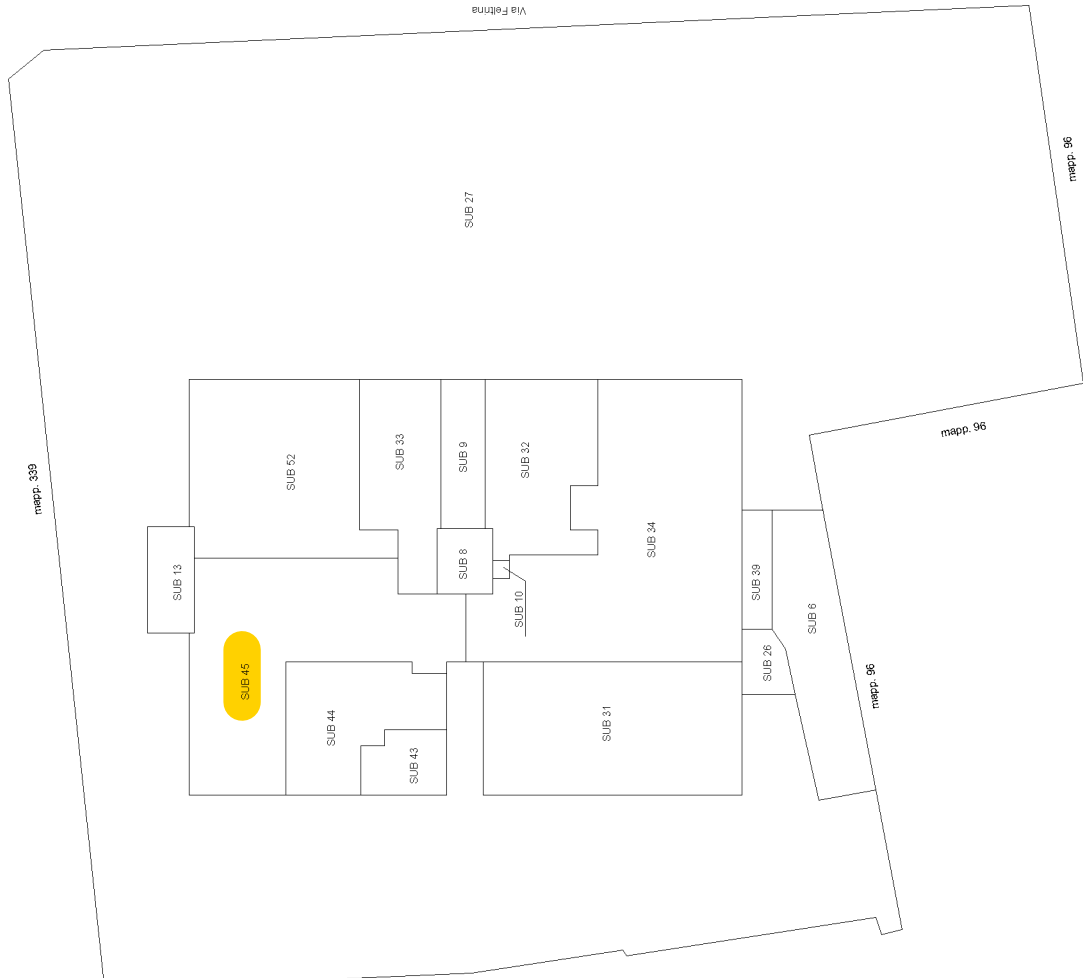 Via Feltrina
mapp. 96
SUB 27
mapp. 339
mapp. 96
SUB 52
SUB 33
SUB 9
SUB 32
SUB 34
SUB 13
SUB 8
SUB 10
SUB 39
SUB 6
SUB 26
SUB 45
SUB 44
SUB 31
SUB 43
mapp. 96